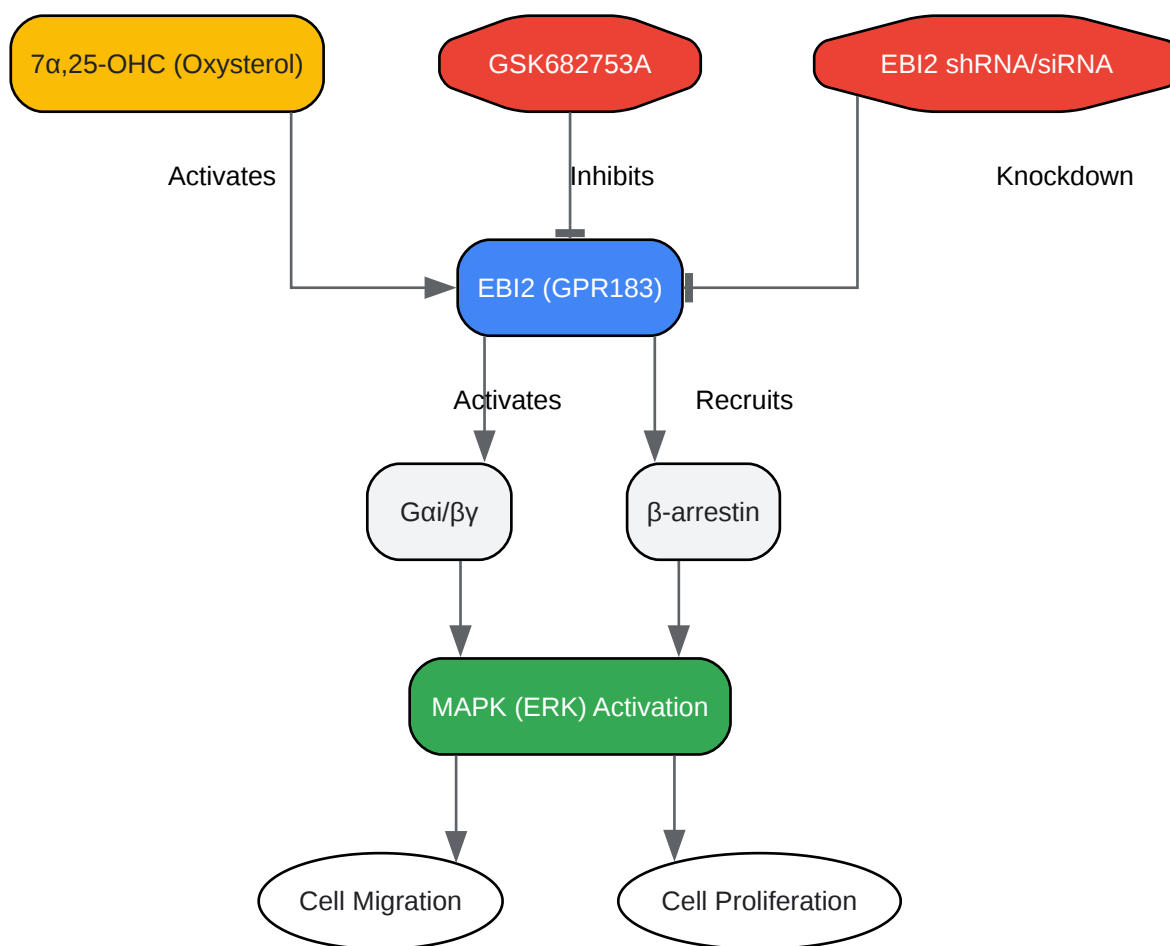 7α,25-OHC (Oxysterol)
GSK682753A
EBI2 shRNA/siRNA
Activates
Inhibits
Knockdown
EBI2 (GPR183)
Activates
Recruits
Gαi/βγ
β-arrestin
MAPK (ERK) Activation
Cell Migration
Cell Proliferation